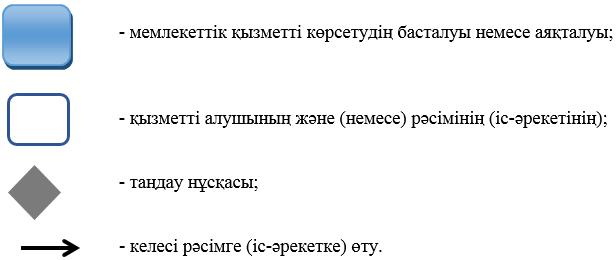 - мемлекеттік қызметті көрсетудің басталуы немесе аяқталуы;
- қызметті алушының және (немесе) рәсімінің (іс-әрекетінің);
- таңдау нұсқасы;
- келесі рәсімге (іс-әрекетке) өту.